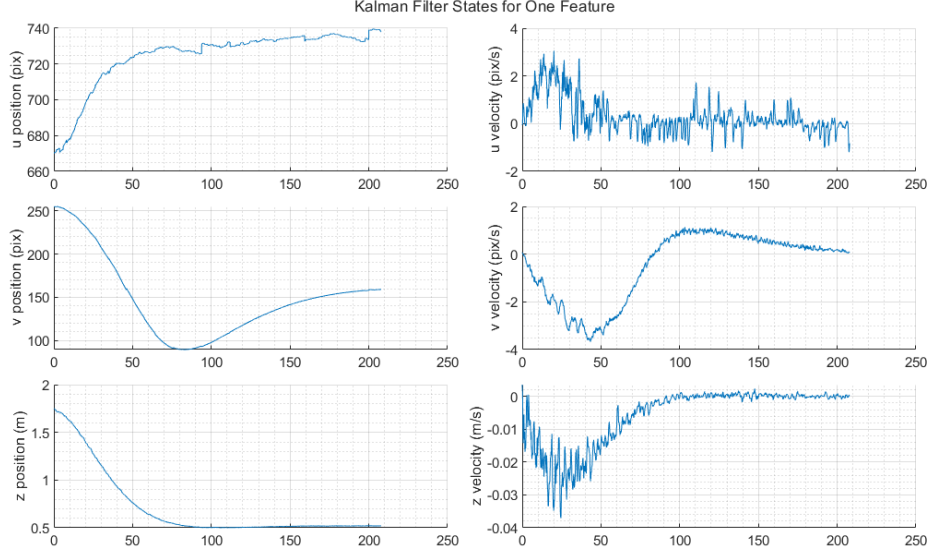 Kalman Filter States for One Feature
740
720
700
680
660
0 50 100 150 200 250
u position (pix)
4
2
0
-2
0 50 100 150 200 250
u velocity (pix/s)
250
200
150
100
0 50 100 150 200 250
v position (pix)
2
0
-2
-4
0 50 100 150 200 250
v velocity (pix/s)
2
1.5
1
0.5
0 50 100 150 200 250
z position (m)
0
-0.01
-0.02
-0.03
-0.04
0 50 100 150 200 250
z velocity (m/s)